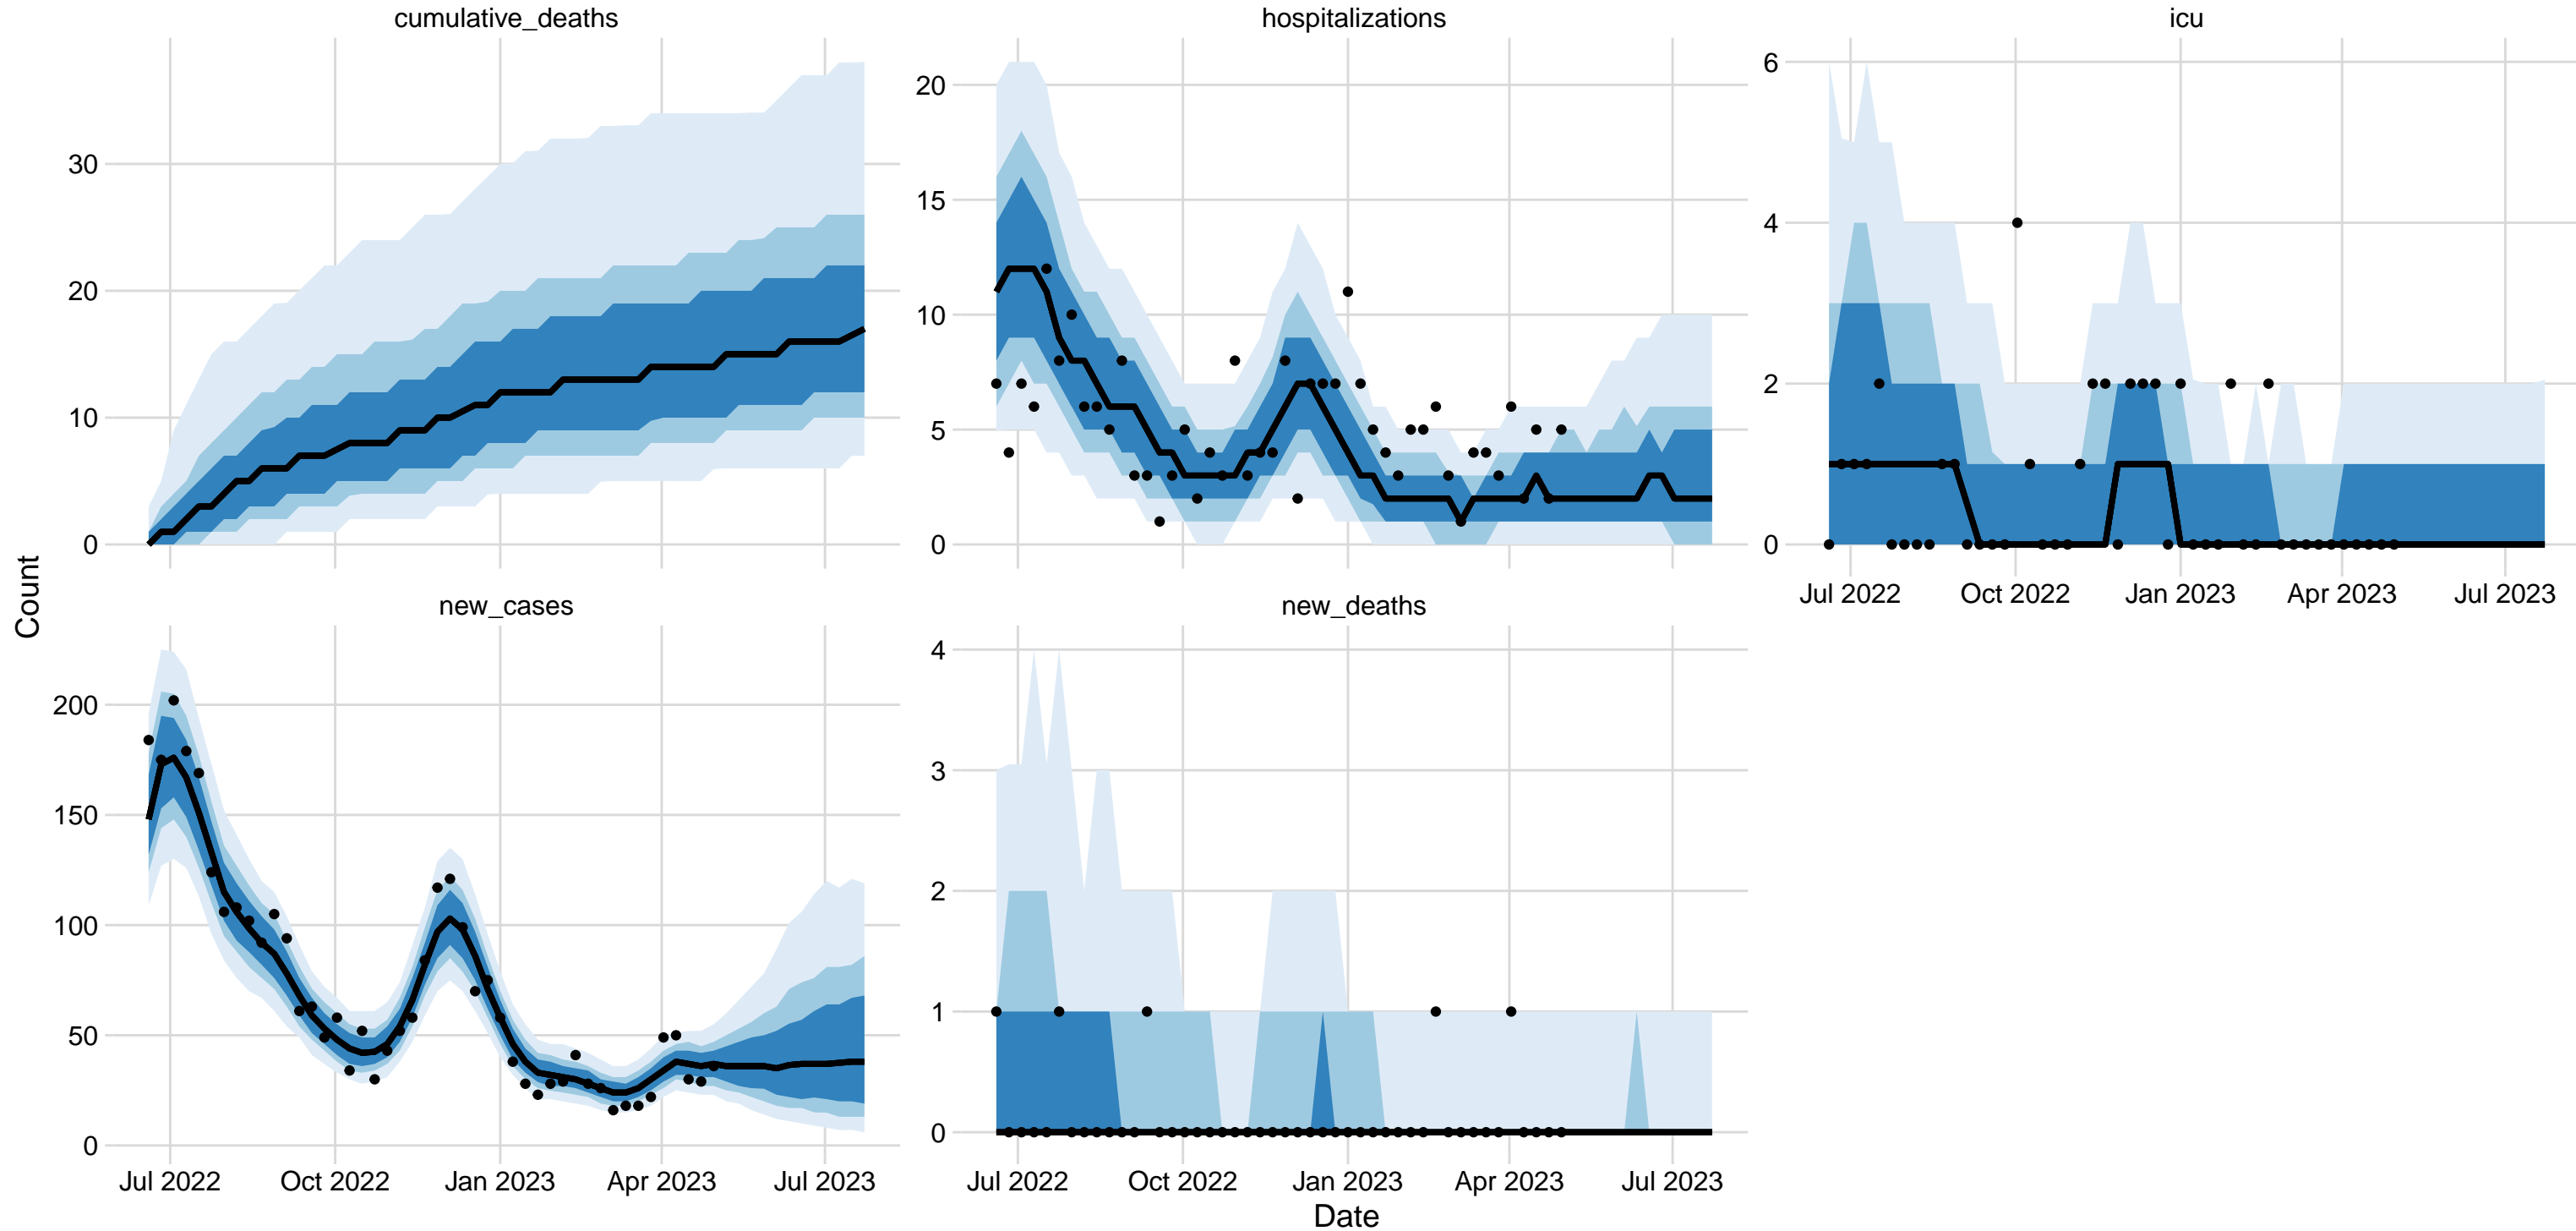 cumulative_deaths
hospitalizations
icu
30
20
10
0
20
15
10
5
0
6
4
2
0
Jul 2022 Oct 2022 Jan 2023 Apr 2023 Jul 2023
Count
new_cases
new_deaths
200
150
100
50
0
4
3
2
1
0
Jul 2022 Oct 2022 Jan 2023 Apr 2023 Jul 2023
Jul 2022 Oct 2022 Jan 2023 Apr 2023 Jul 2023
Date